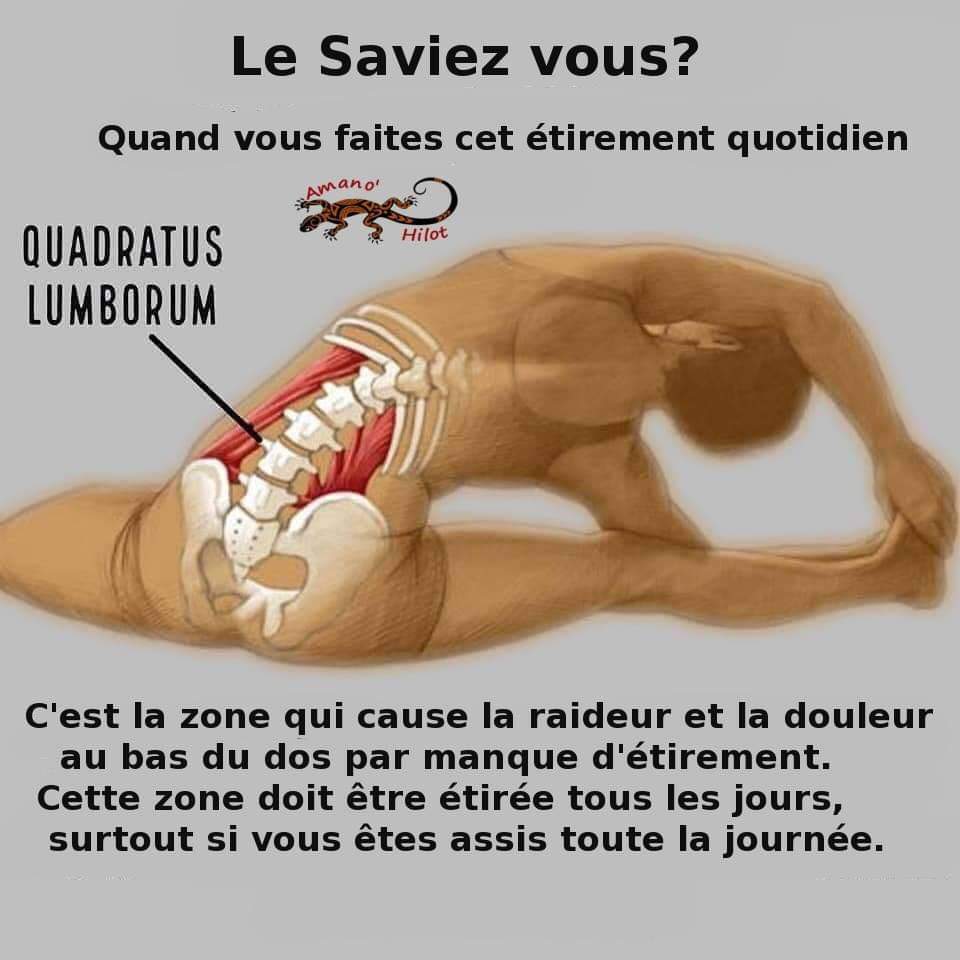 Le Saviez vous?
Quand vous faites cet étirement quotidien
Amano'
Hilot
QUADRATUS
LUMBORUM
C'est la zone qui cause la raideur et la douleur
au bas du dos par manque d'étirement.
Cette zone doit être étirée tous les jours,
surtout si vous êtes assis toute la journée.